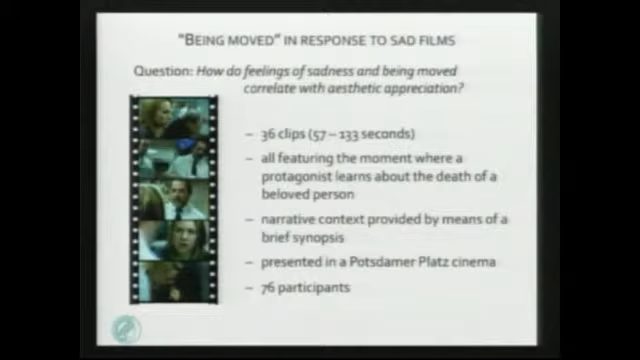 "BEING MOVED" IN RESPONSE TO SAD FILMS
Question: How do feelings of sadness and being moved
correlate with aesthetic appreciation?
– 36 clips (57 – 133 seconds)
– all featuring the moment where a
protagonist learns about the death of a
beloved person
– narrative context provided by means of a
brief synopsis
– presented in a Potsdamer Platz cinema
– 76 participants